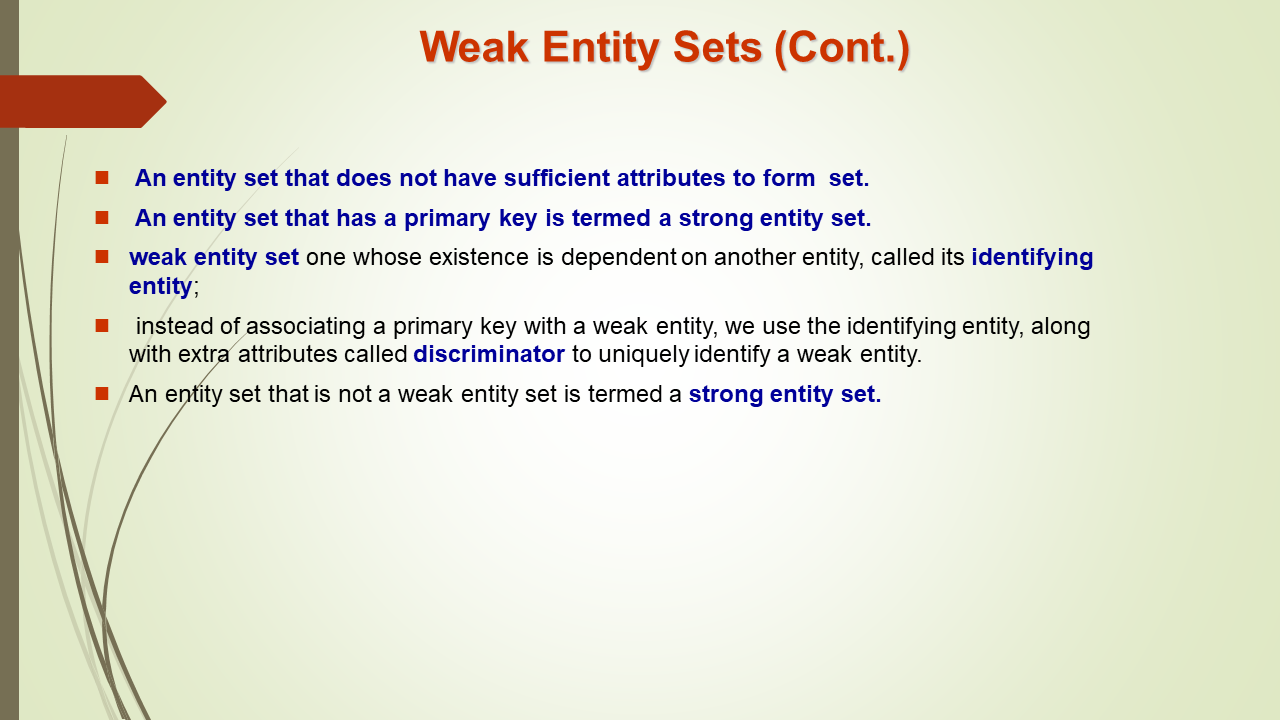 Weak Entity Sets (Cont.)
An entity set that does not have sufficient attributes to form set.
An entity set that has a primary key is termed a strong entity set.
weak entity set one whose existence is dependent on another entity, called its identifying
entity;
instead of associating a primary key with a weak entity, we use the identifying entity, along
with extra attributes called discriminator to uniquely identify a weak entity.
An entity set that is not a weak entity set is termed a strong entity set.